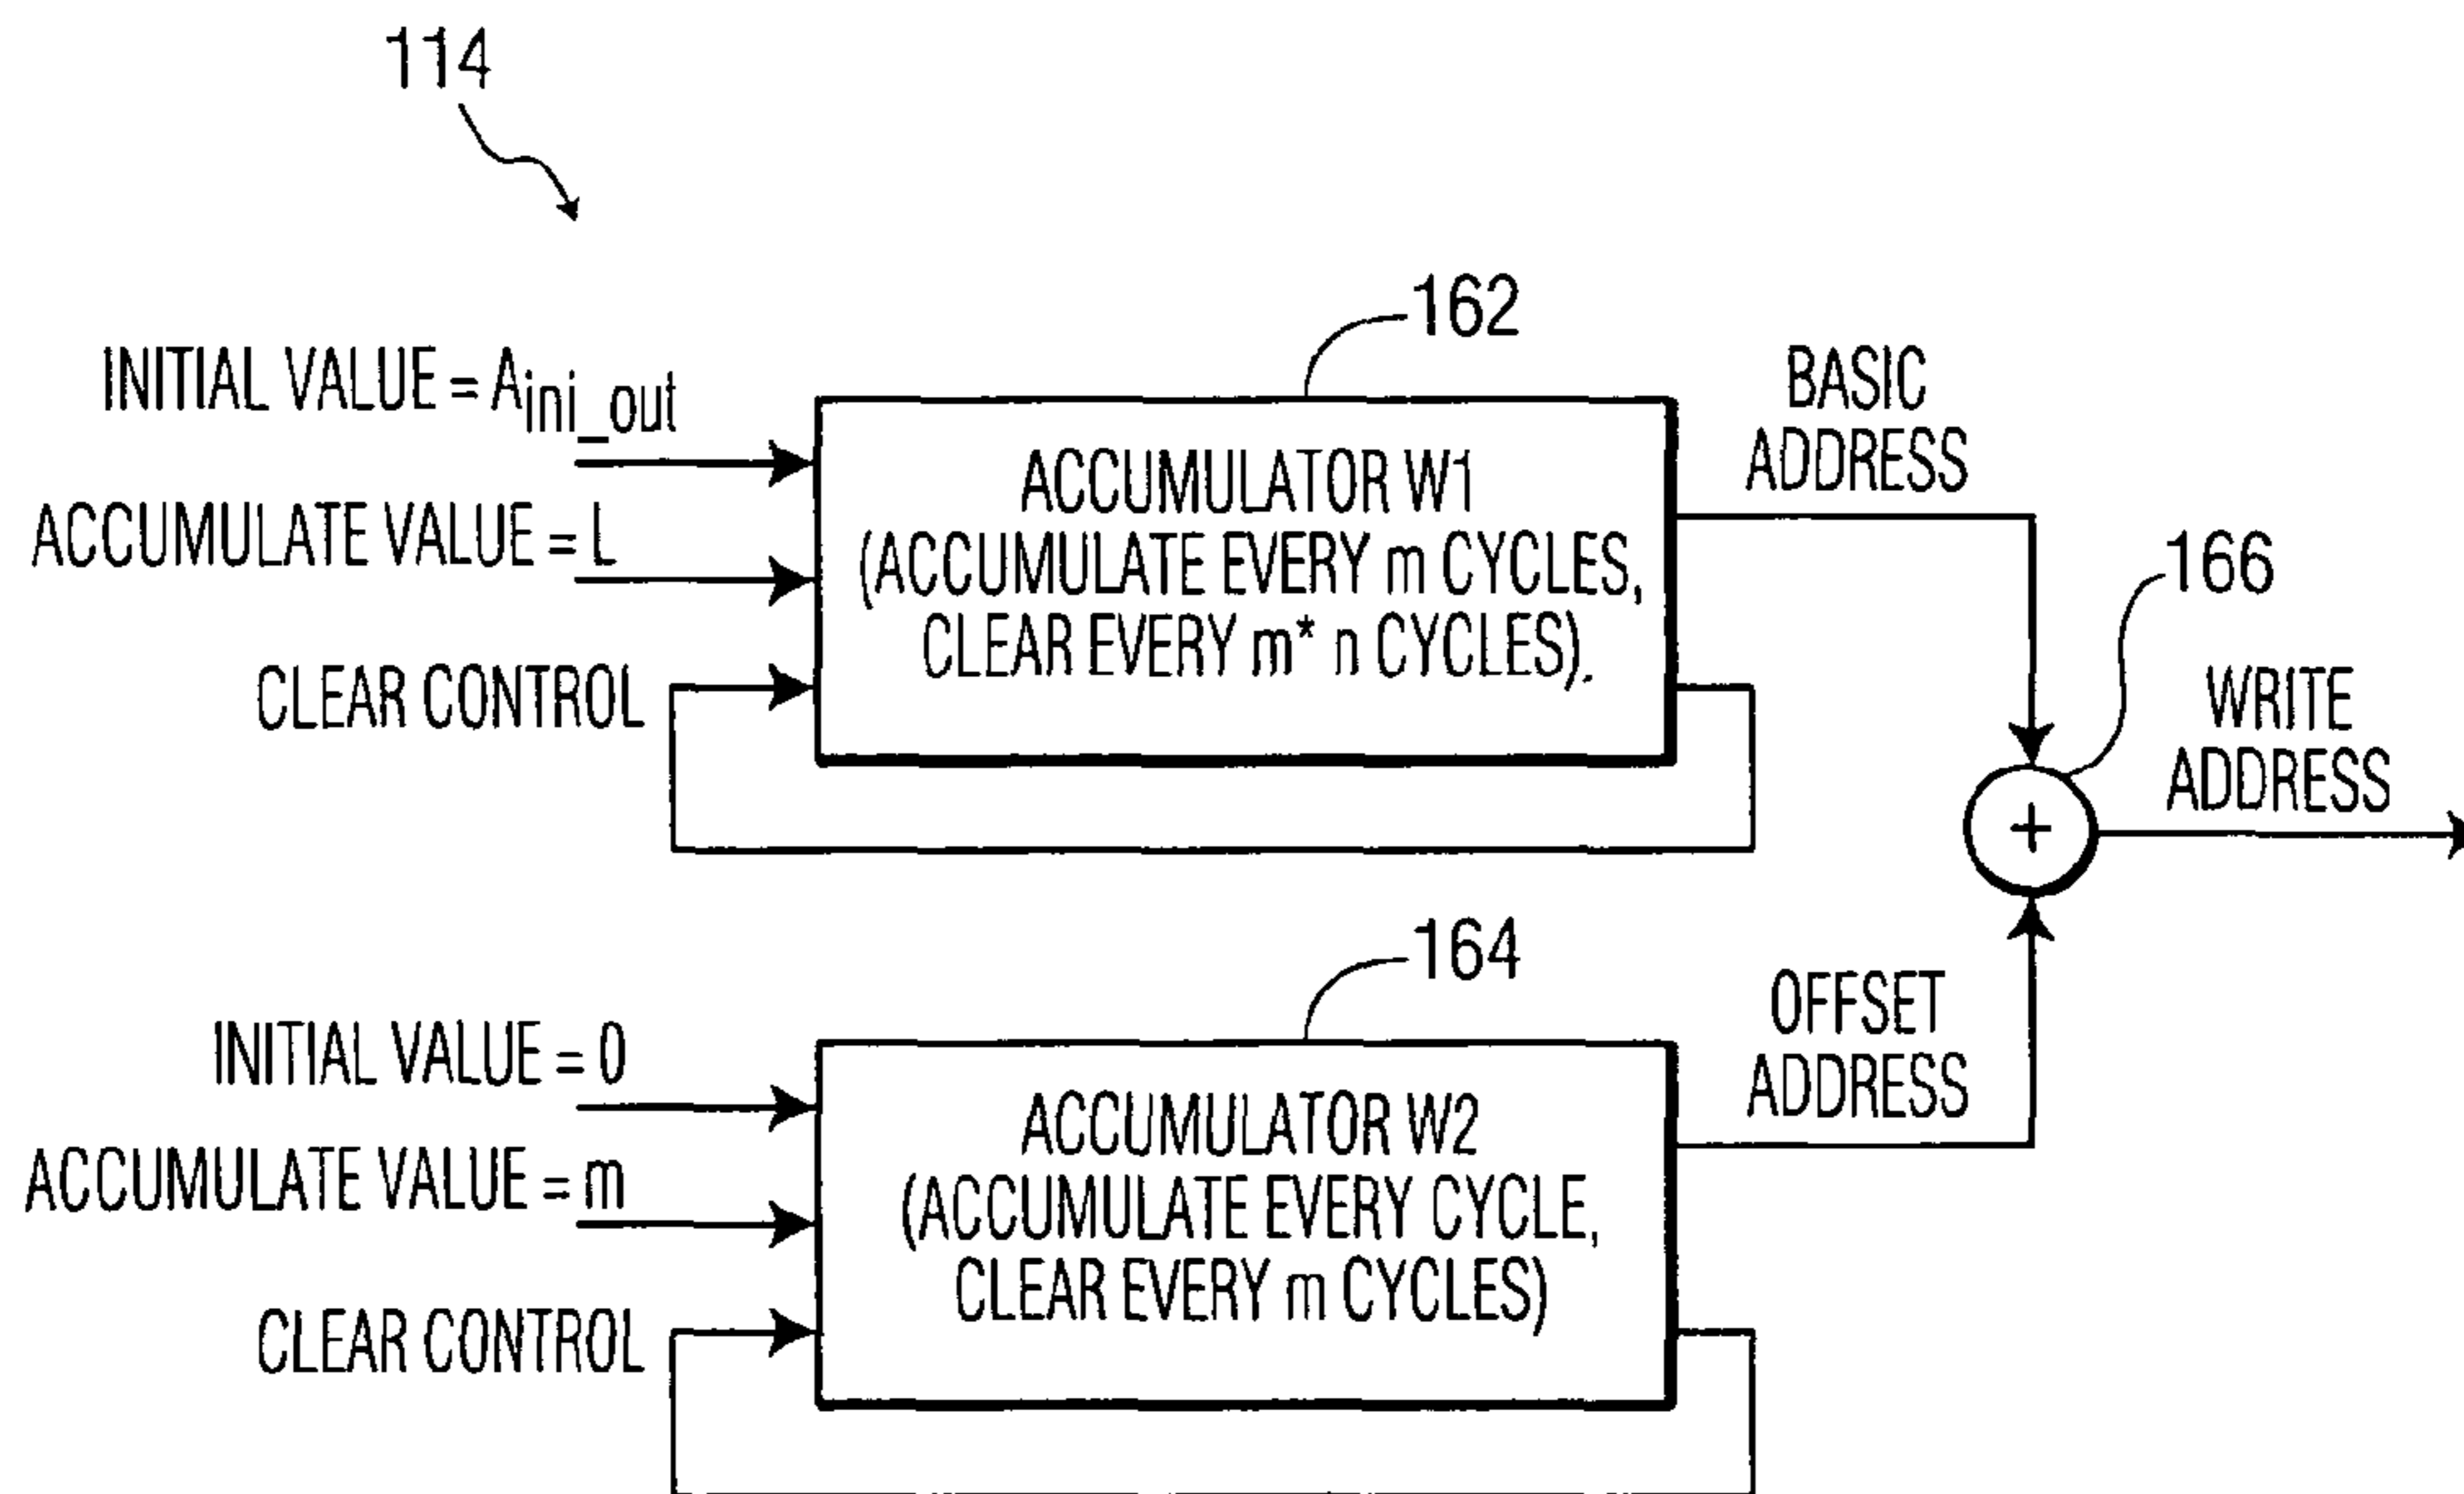 114
162
INITIAL VALUE = Aini_out
ACCUMULATE VALUE = L
CLEAR CONTROL
ACCUMULATOR W1
(ACCUMULATE EVERY m CYCLES,
CLEAR EVERY m* n CYCLES).
BASIC
ADDRESS
166
WRITE
ADDRESS
+
164
INITIAL VALUE = 0
ACCUMULATE VALUE = m
CLEAR CONTROL
ACCUMULATOR W2
(ACCUMULATE EVERY CYCLE,
CLEAR EVERY m CYCLES)
OFFSET
ADDRESS